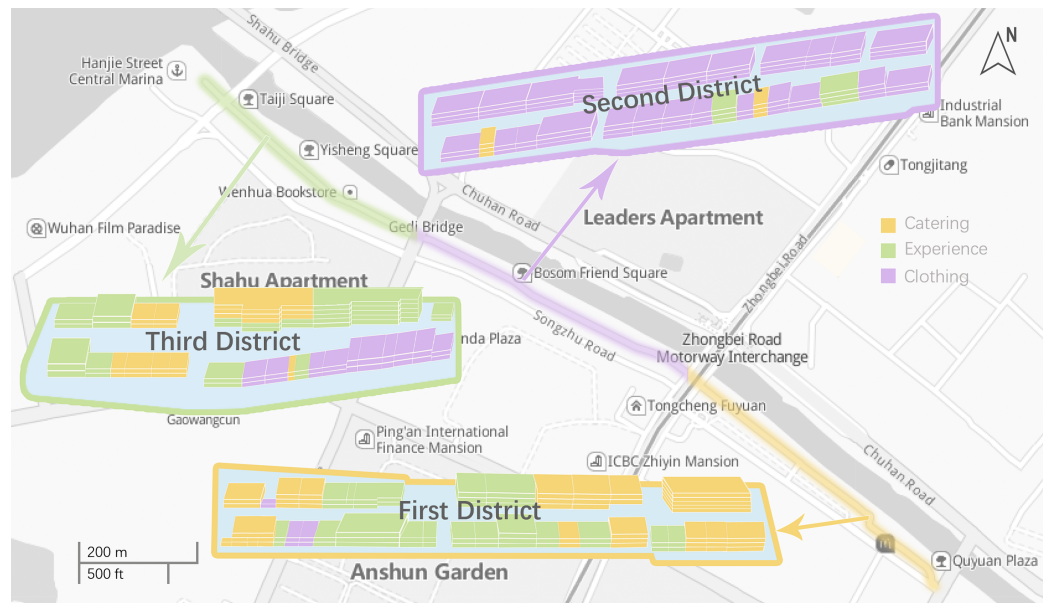 Shahu Bridge
N
Hanjie Street
Central Marina
Taiji Square
Second District
Industrial
Bank Mansion
Yisheng Square
Tongjitang
Wenhua Bookstore
Chuhan Road
Leaders Apartment
Catering
Wuhan Film Paradise
Gedi Bridge
Experience
Shahu Apartment
Bosom Friend Square
Zhongbei Road
Clothing
Third District
nda Plaza
Songzhu Road
Zhongbei Road
Motorway Interchange
Gaowangcun
Tongcheng Fuyuan
Ping'an International
Finance Mansion
ICBC Zhiyin Mansion
Chuhan Road
First District
200 m
500 ft
Anshun Garden
Quyuan Plaza